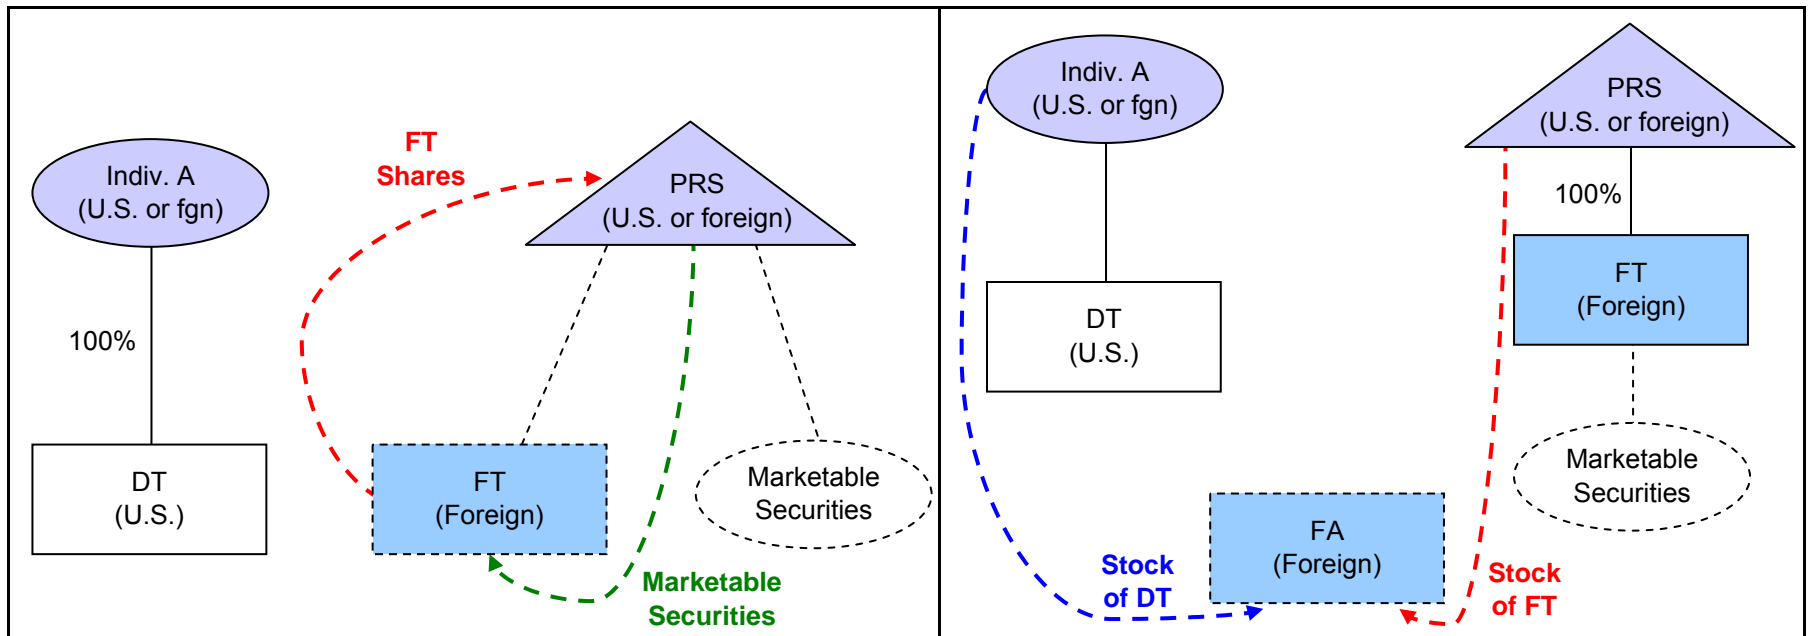 Indiv. A
(U.S. or fgn)
100%
DT
(U.S.)
FT
Shares
PRS
(U.S. or foreign)
FT
(Foreign)
Marketable
Securities
Marketable
Securities
Indiv. A
(U.S. or fgn)
DT
(U.S.)
PRS
(U.S. or foreign)
100%
FT
(Foreign)
Marketable
Securities
FA
(Foreign)
Stock
of DT
Stock
of FT